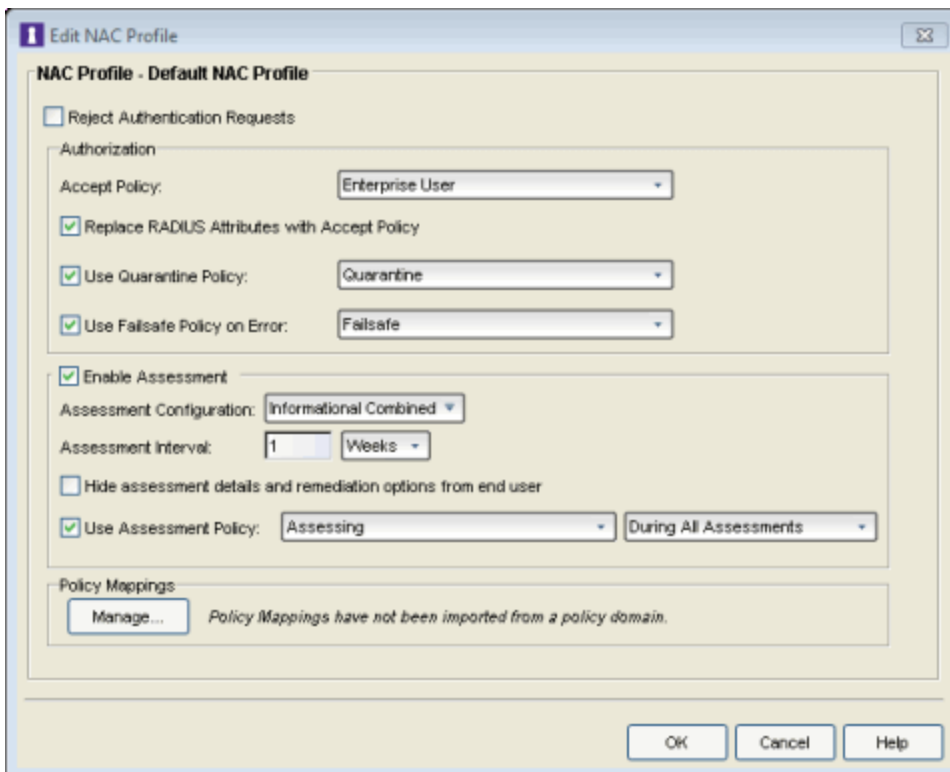 Edit NAC Profile
NAC Profile - Default NAC Profile
Reject Authentication Requests
Authorization
Accept Policy: Enterprise User
Replace RADIUS Attributes with Accept Policy
Use Quarantine Policy: Quarantine
Use Failsafe Policy on Error: Failsafe
Enable Assessment
Assessment Configuration: Informational Combined
Assessment Interval: 1 Weeks
Hide assessment details and remediation options from end user
Use Assessment Policy: Assessing During All Assessments
Policy Mappings
Manage... Policy Mappings have not been imported from a policy domain.
OK Cancel Help